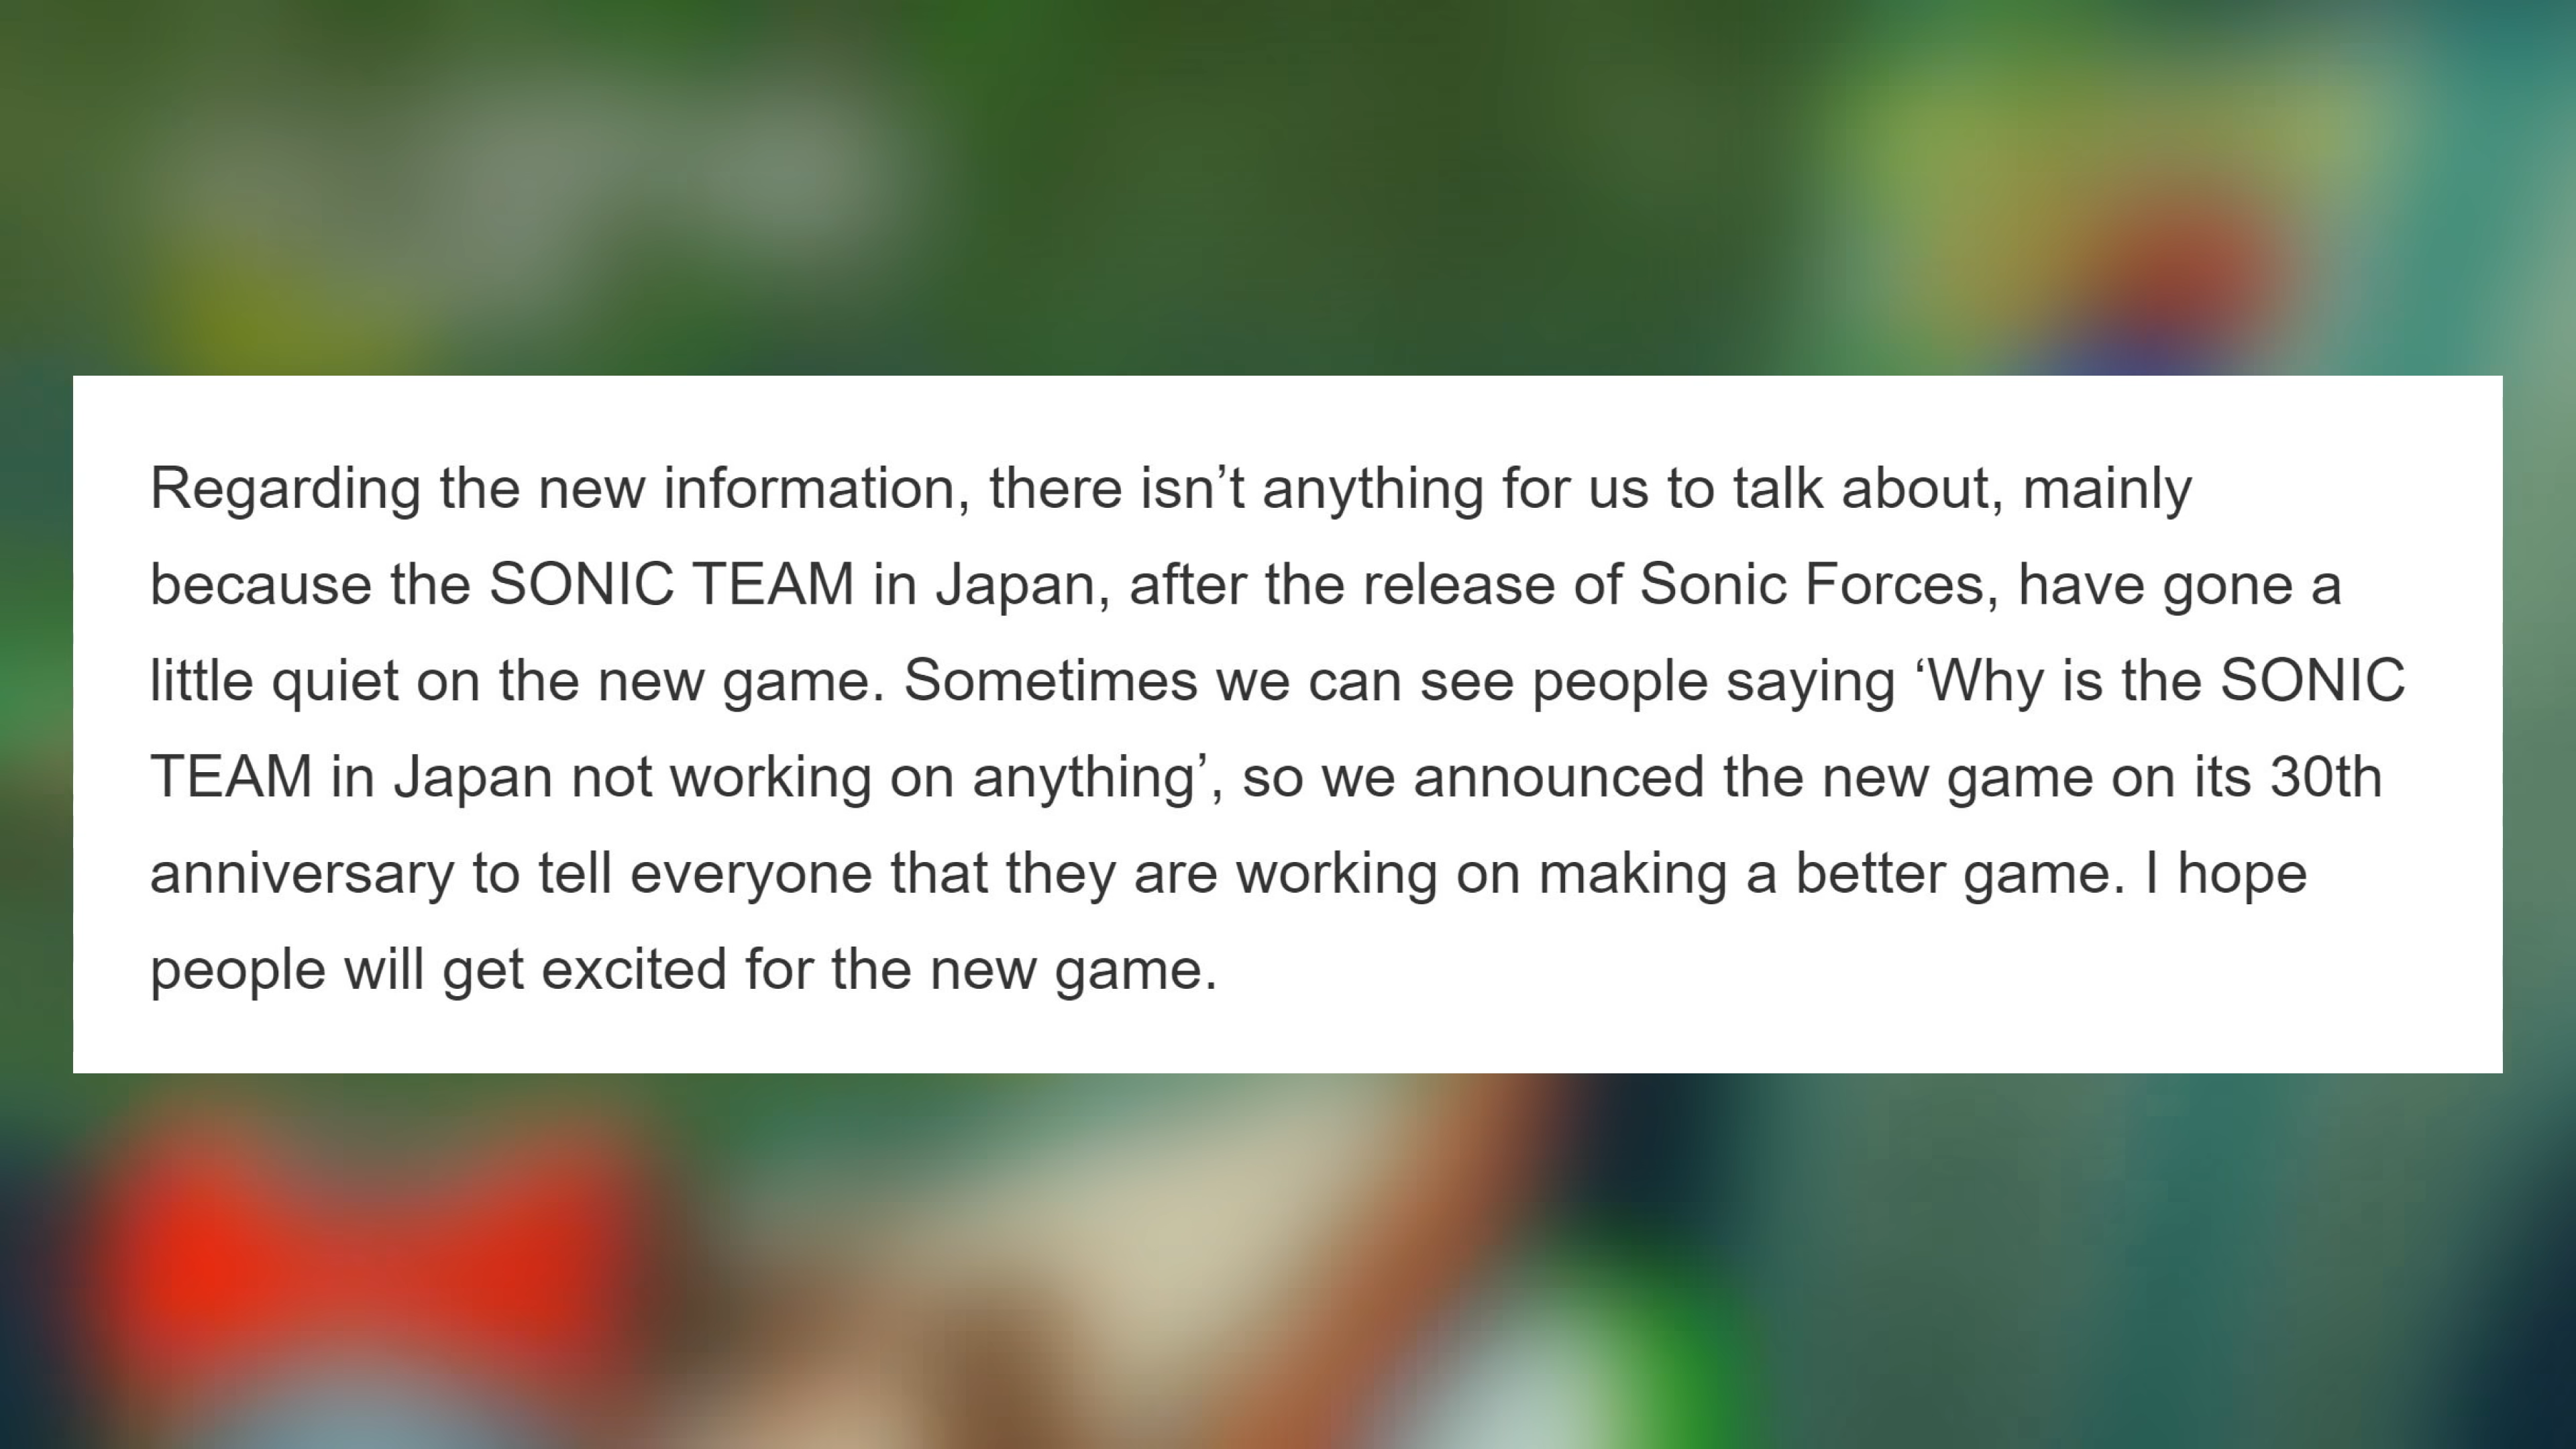 Regarding the new information, there isn’t anything for us to talk about, mainly
because the SONIC TEAM in Japan, after the release of Sonic Forces, have gone a
little quiet on the new game. Sometimes we can see people saying ‘Why is the SONIC
TEAM in Japan not working on anything’, so we announced the new game on its 30th
anniversary to tell everyone that they are working on making a better game. I hope
people will get excited for the new game.